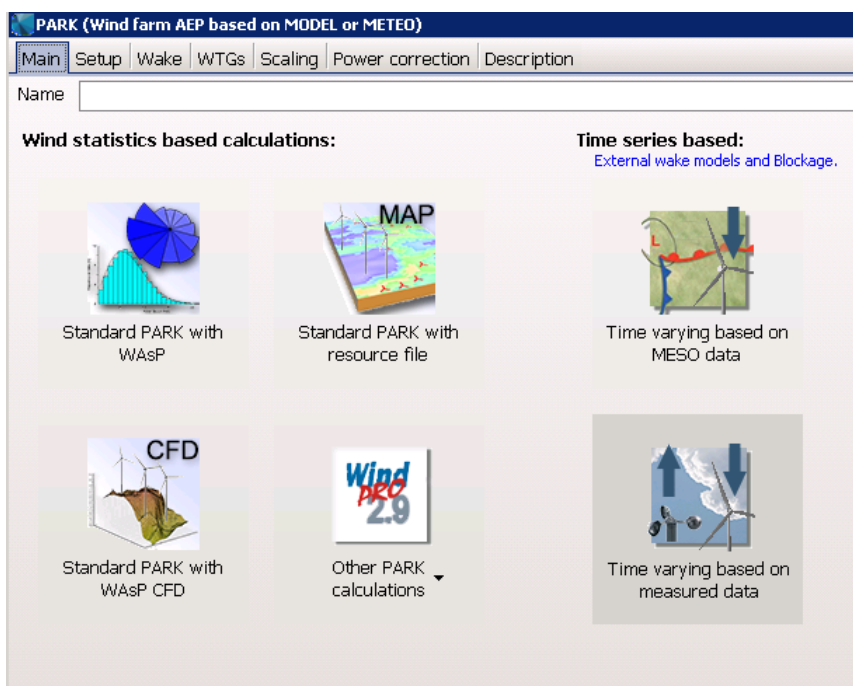 PARK (Wind farm AEP based on MODEL or METEO)
Main Setup Wake WTGs Scaling Power correction Description
Name
Wind statistics based calculations:
Time series based:
External wake models and Blockage.
MAP
L
Standard PARK with
WAsP
Standard PARK with
resource file
Time varying based on
MESO data
CFD
Wind
PRO
2.9
Standard PARK with
WAsP CFD
Other PARK
calculations
Time varying based on
measured data